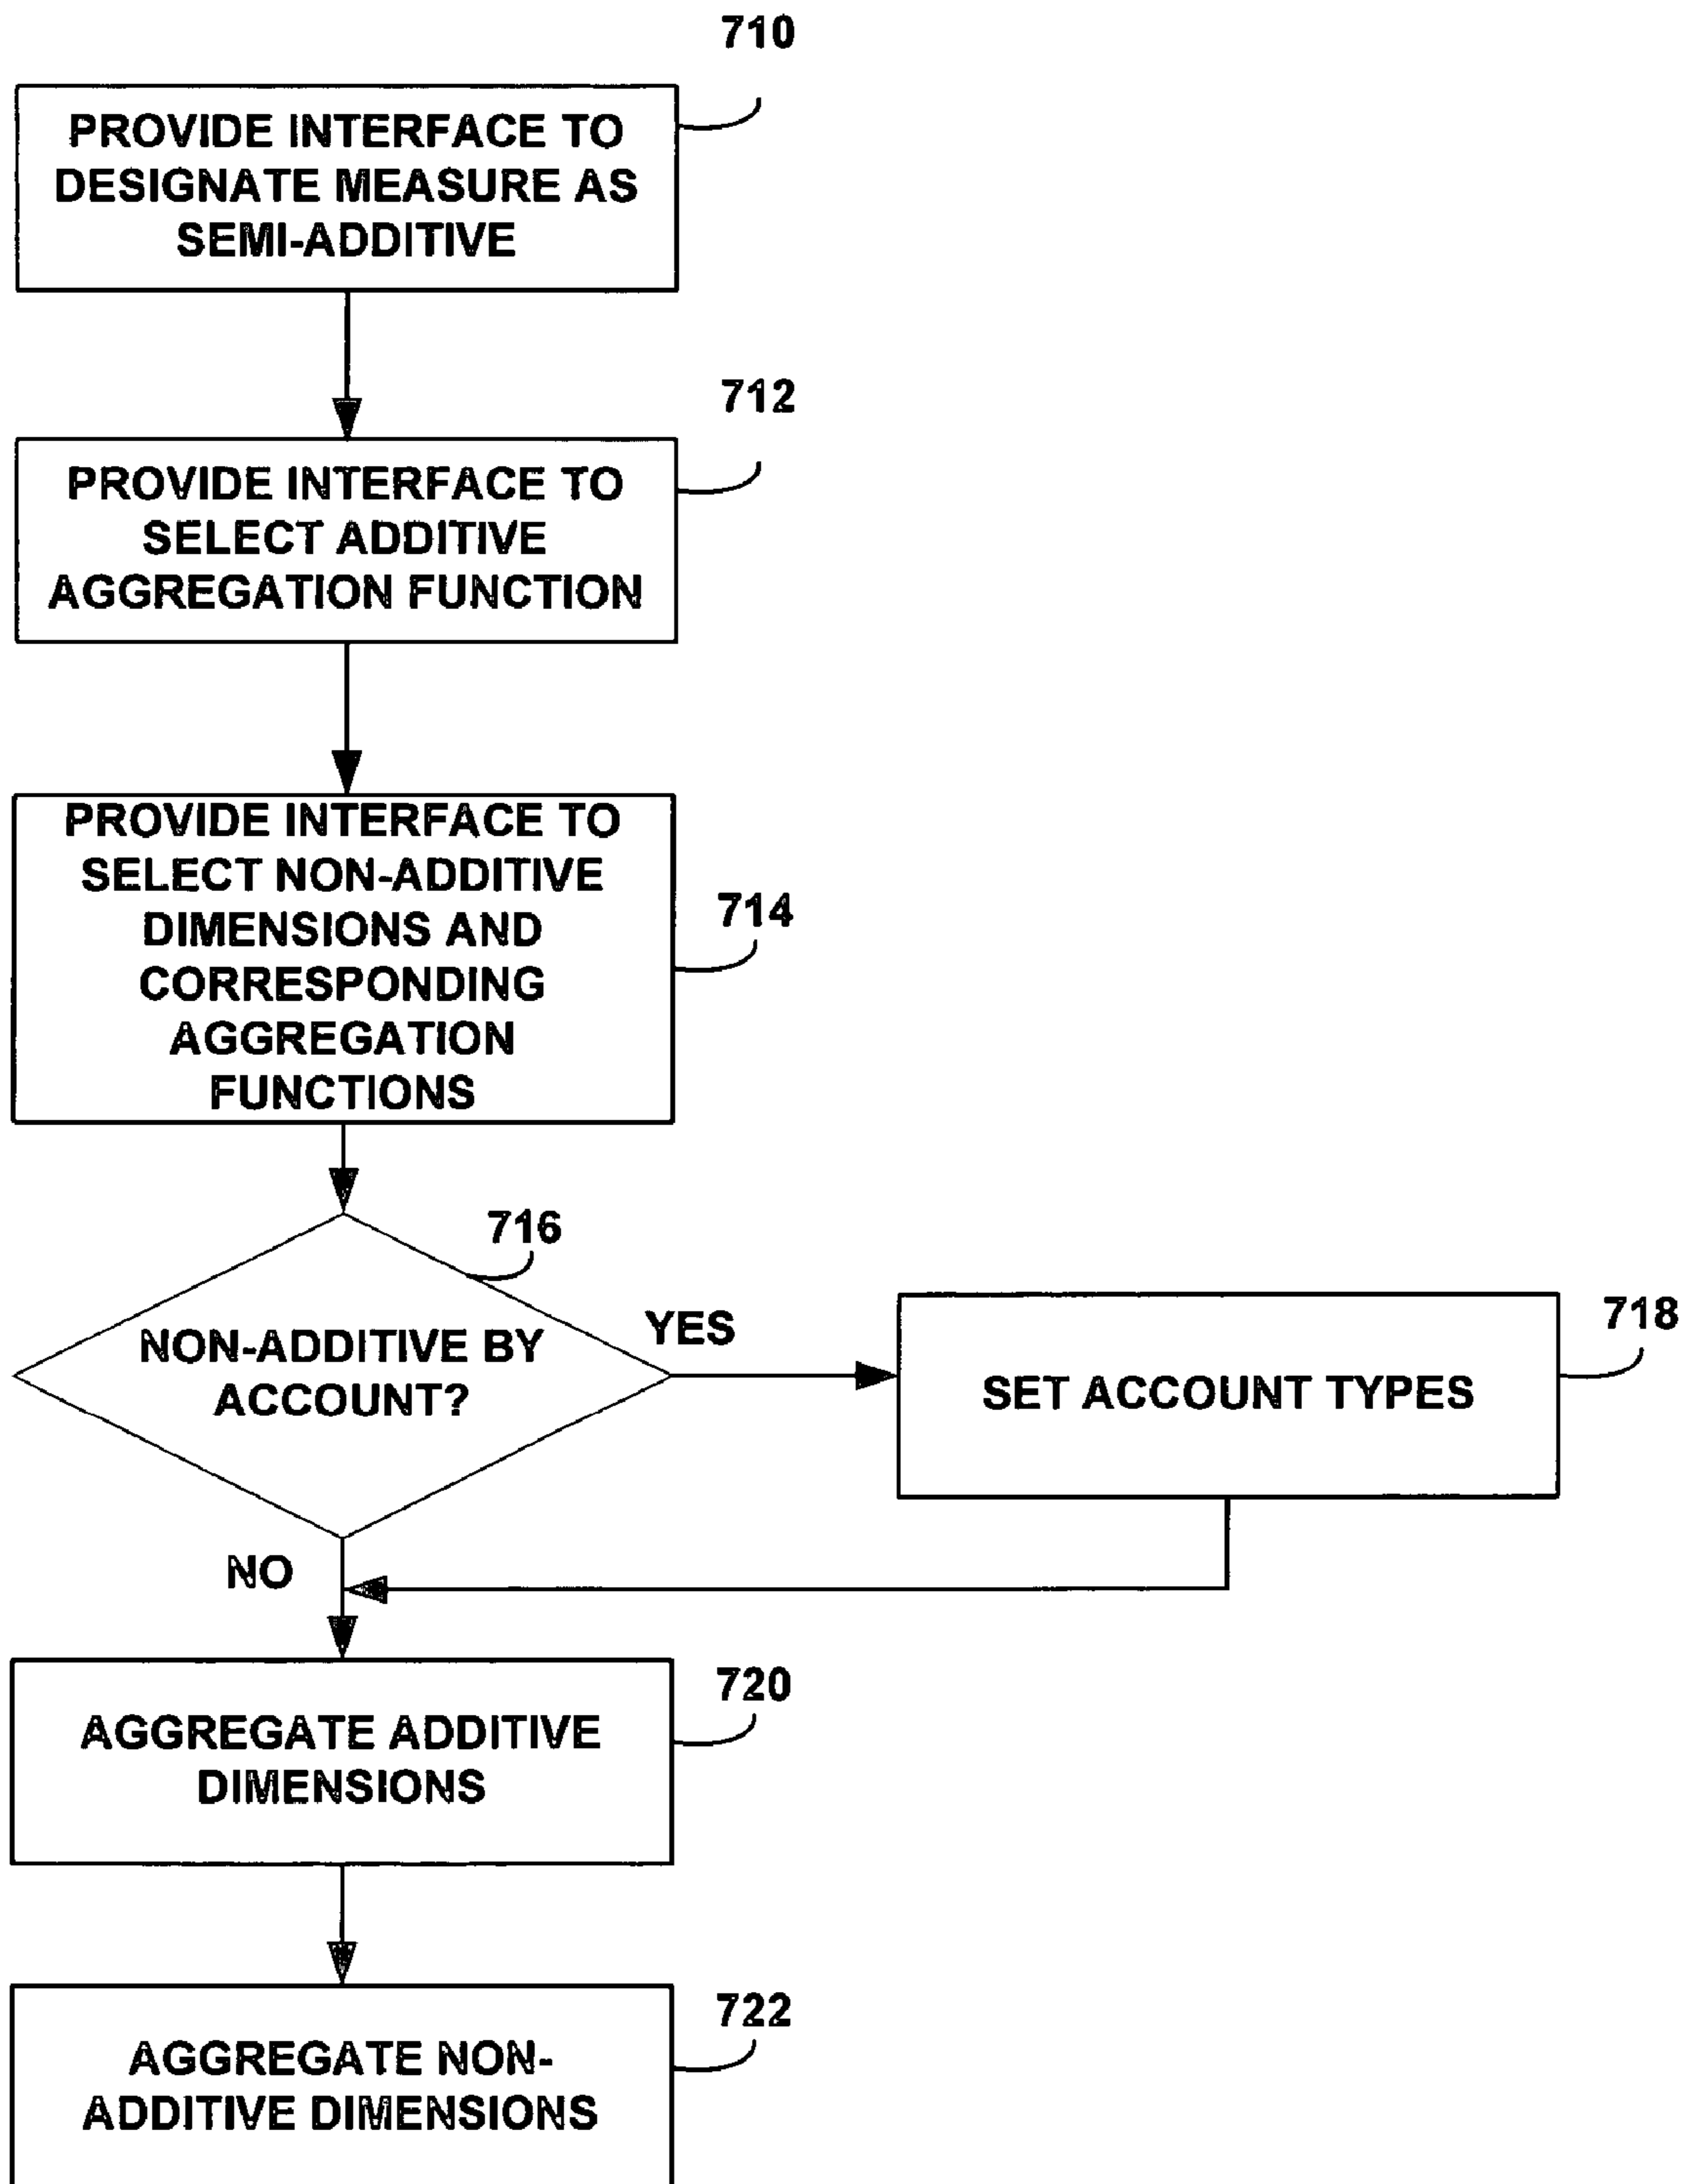 710
PROVIDE INTERFACE TO
DESIGNATE MEASURE AS
SEMI-ADDITIVE
712
PROVIDE INTERFACE TO
SELECT ADDITIVE
AGGREGATION FUNCTION
PROVIDE INTERFACE TO
SELECT NON-ADDITIVE
DIMENSIONS AND
CORRESPONDING
AGGREGATION
FUNCTIONS
714
716
NON-ADDITIVE BY
ACCOUNT?
YES
718
SET ACCOUNT TYPES
NO
720
AGGREGATE ADDITIVE
DIMENSIONS
722
AGGREGATE NON-
ADDITIVE DIMENSIONS